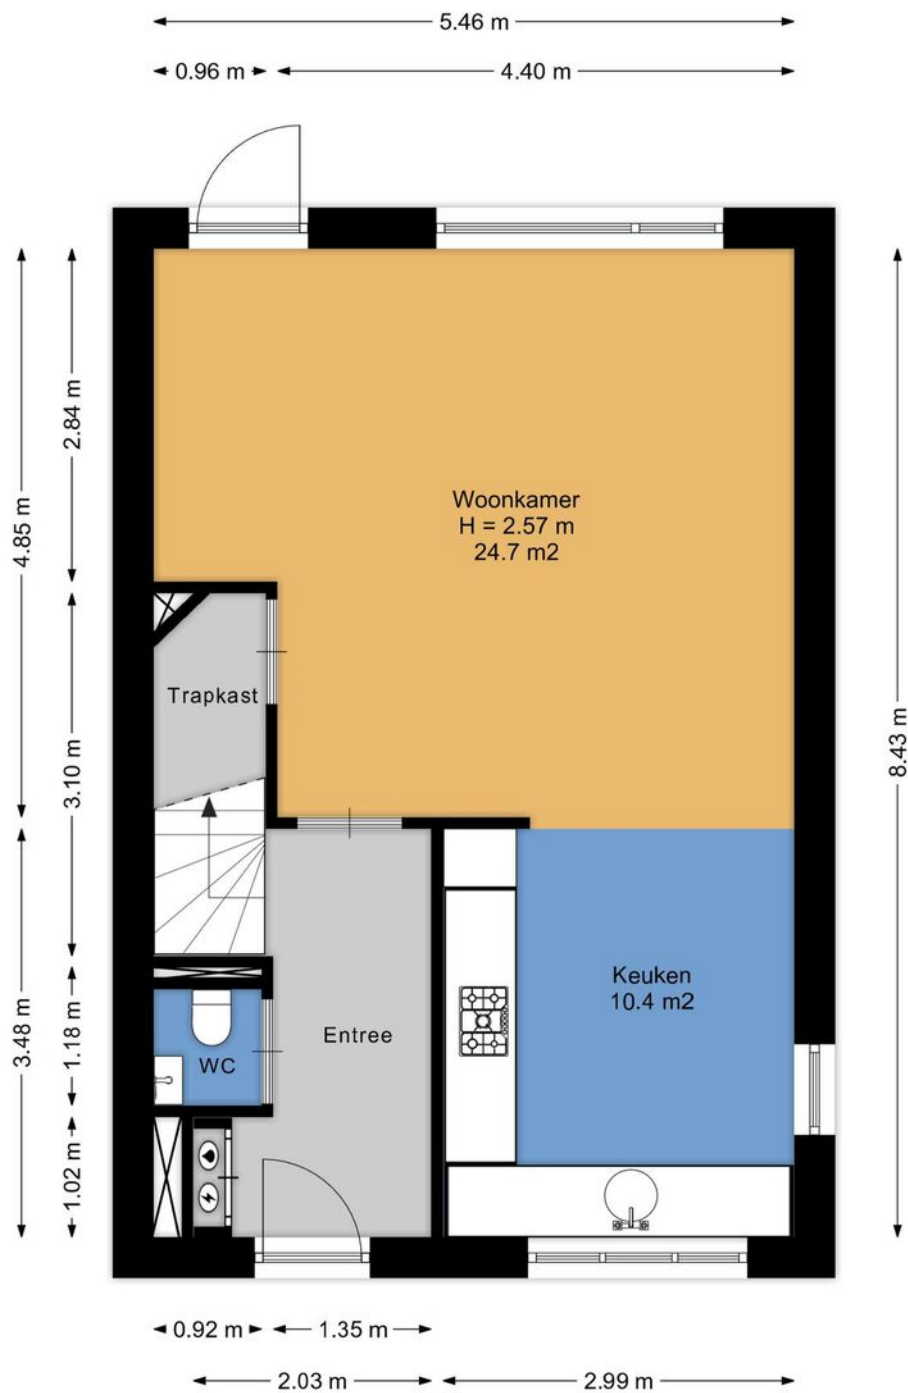 5.46 m
0.96 m
4.40 m
2.84 m
4.85 m
Woonkamer
H = 2.57 m
24.7 m2
Trapkast
3.10 m
8.43 m
Keuken
10.4 m2
3.48 m
1.18 m
Entree
WC
1.02 m
0.92 m
1.35 m
2.03 m
2.99 m